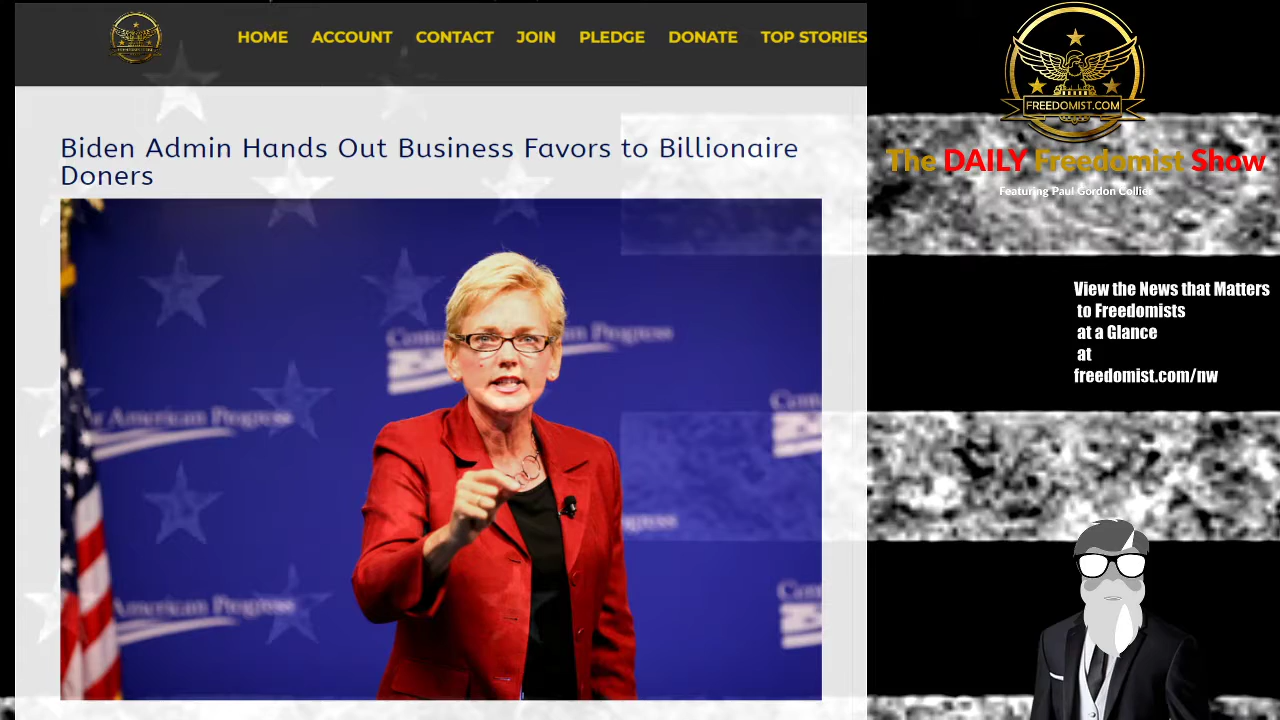 HOME ACCOUNT CONTACT JOIN PLEDGE DONATE TOP STORIES
Biden Admin Hands Out Business Favors to Billionaire
Doners
American Progress
American Progress
FREEDOMIST.COM
The DAILY Freedomist Show
Featuring Paul Gordon Collier
View the News that Matters
to Freedomists
at a Glance
at
freedomist.com/nw